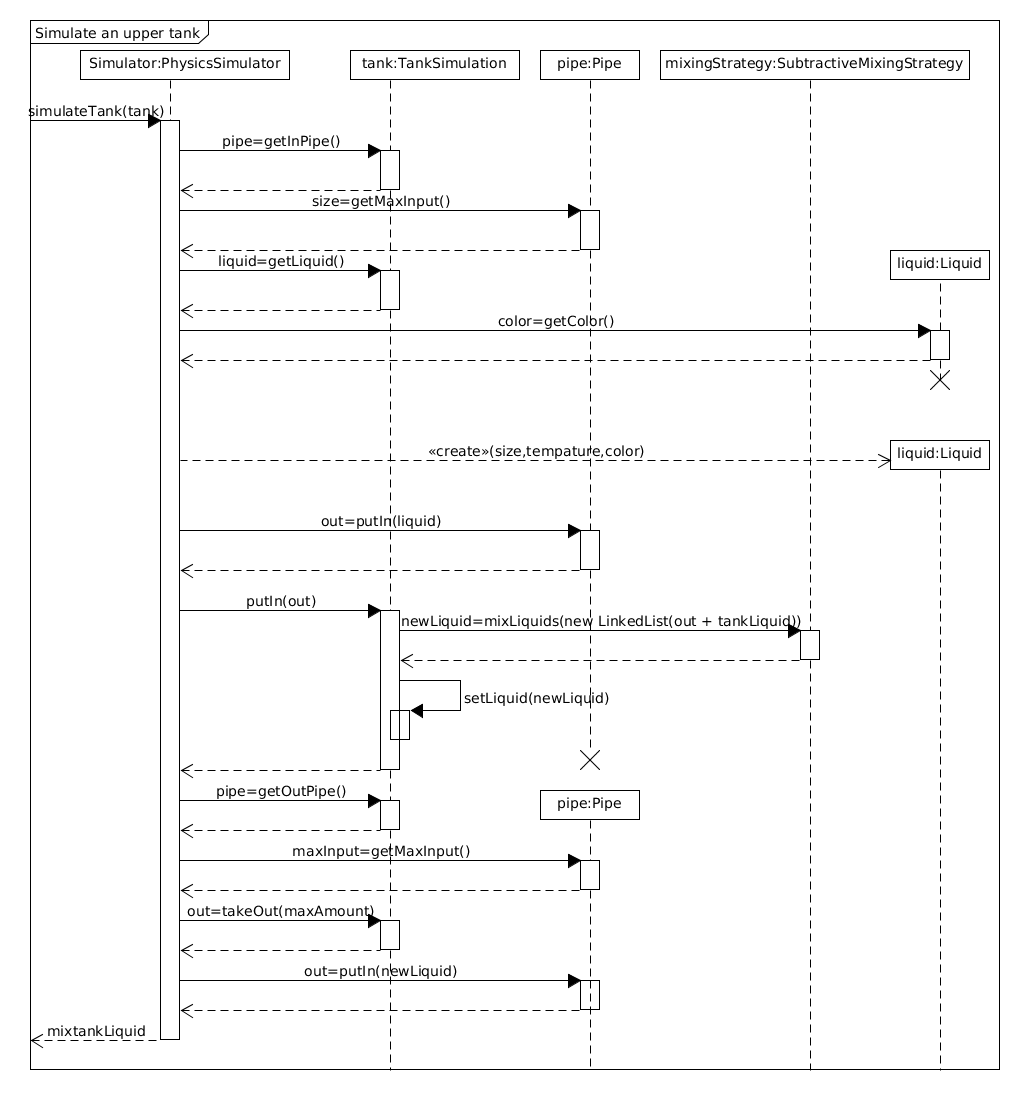 Simulate an upper tank
Simulator:PhysicsSimulator
tank:TankSimulation
pipe:Pipe
mixingStrategy:SubtractiveMixingStrategy
simulateTank(tank)
pipe=getInPipe()
size=getMaxInput()
liquid=getLiquid()
liquid:Liquid
color=getColor()
«create»(size,tempature,color)
liquid:Liquid
out=putIn(liquid)
putIn(out)
newLiquid=mixLiquids(new LinkedList(out + tankLiquid))
setLiquid(newLiquid)
pipe=getOutPipe()
pipe:Pipe
maxInput=getMaxInput()
out=takeOut(maxAmount)
out=putIn(newLiquid)
mixtankLiquid